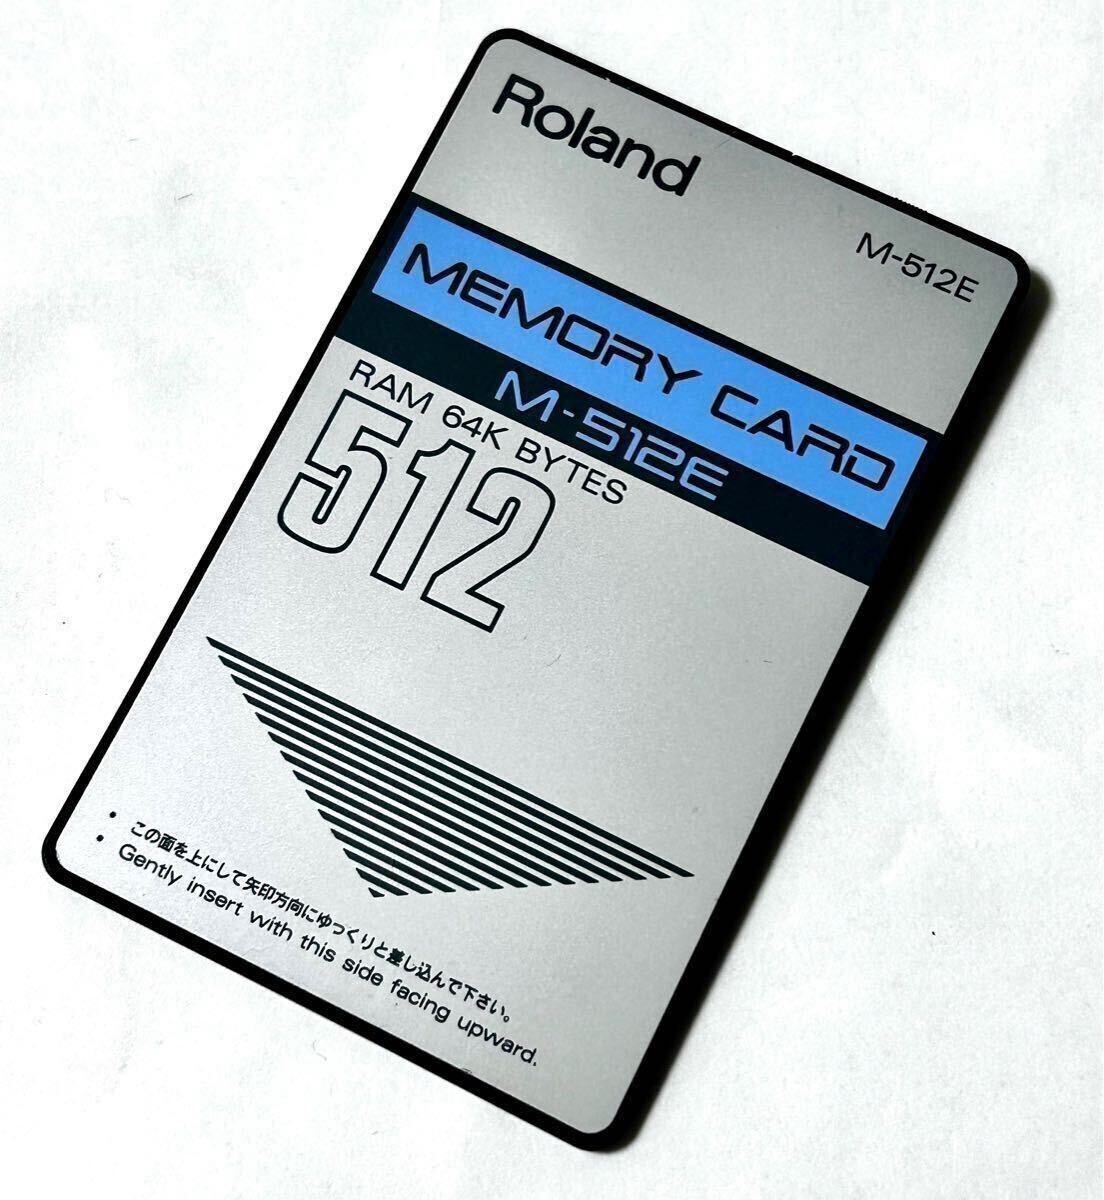 Roland
M-512E
MEMORY CARD
M-512E
RAM 64K BYTES
512
• この面を上にして矢印方向にゆっくりと差し込んで下さい。
• Gently insert with this side facing upward.